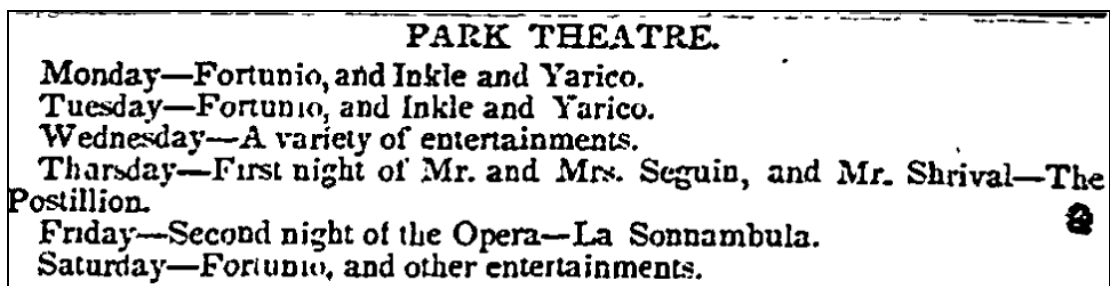 PARK THEATRE.
Monday—Fortunio, and Inkle and Yarico.
Tuesday—Fortunio, and Inkle and Yarico.
Wednesday—A variety of entertainments.
Thursday—First night of Mr. and Mrs. Seguin, and Mr. Shrival—The
Postillion.
Friday—Second night of the Opera—La Sonnambula.
Saturday—Fortunio, and other entertainments.